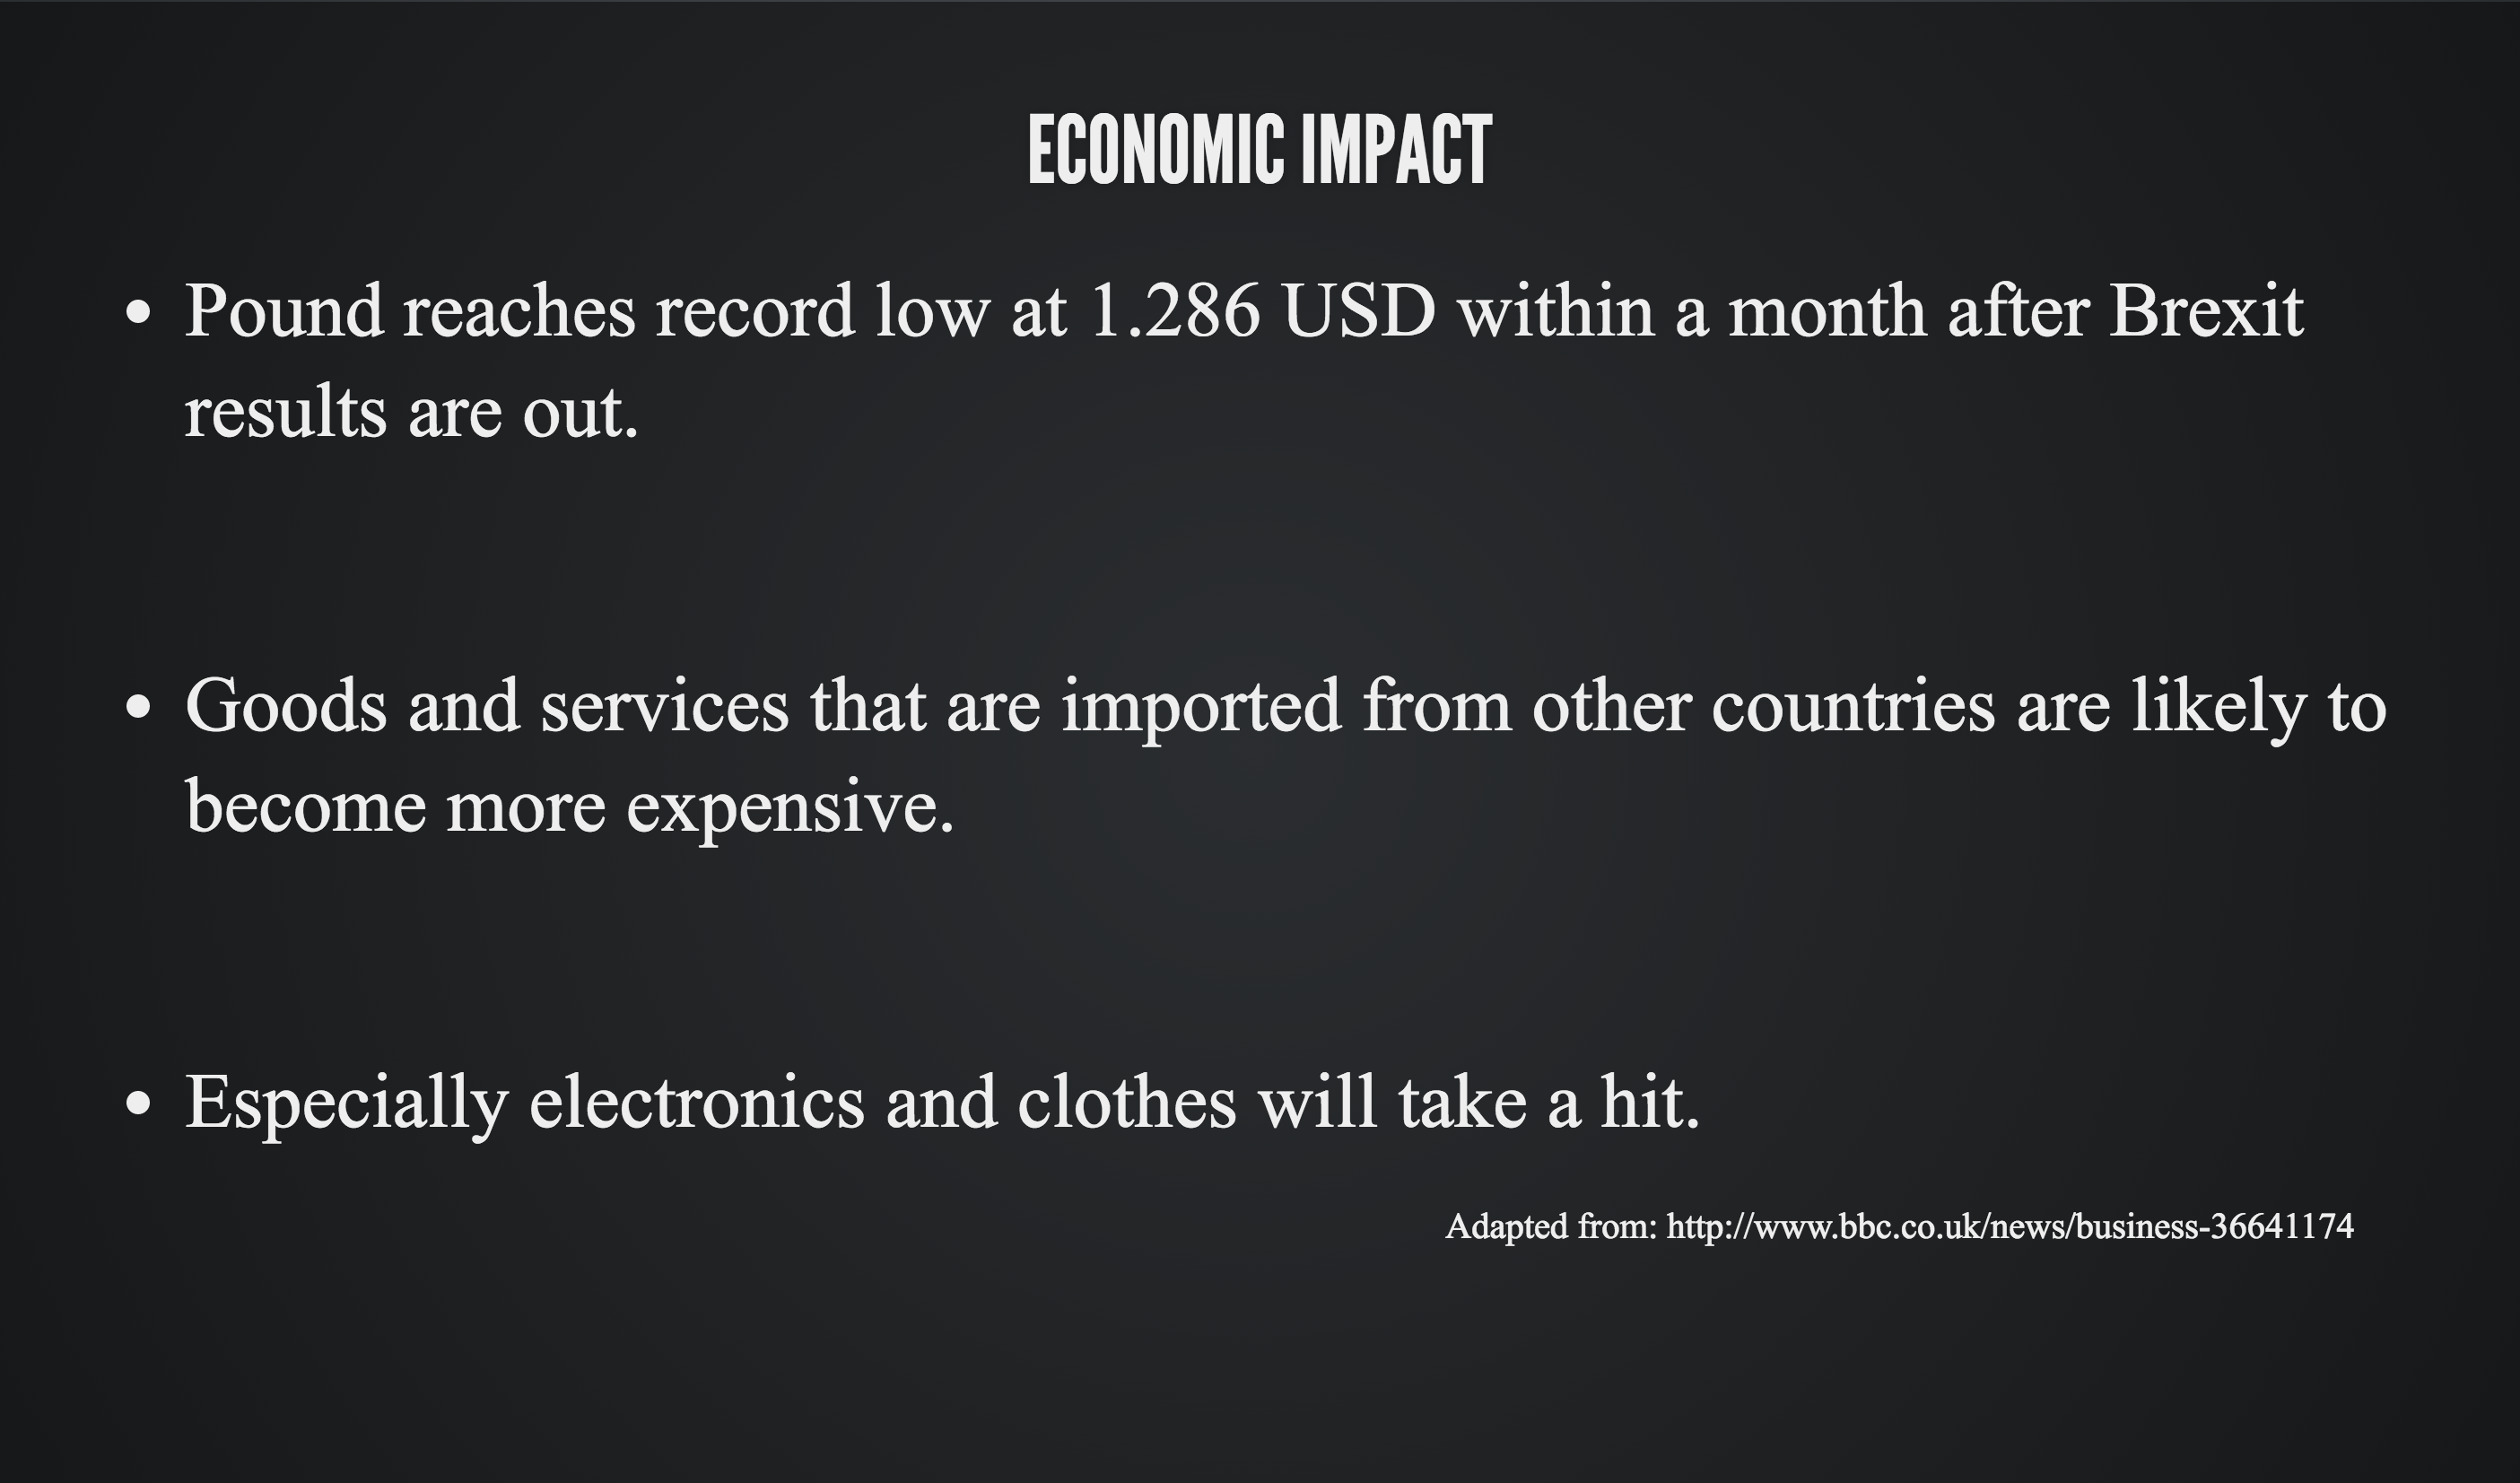 ECONOMIC IMPACT
• Pound reaches record low at 1.286 USD within a month after Brexit
results are out.
• Goods and services that are imported from other countries are likely to
become more expensive.
• Especially electronics and clothes will take a hit.
Adapted from: http://www.bbc.co.uk/news/business-36641174